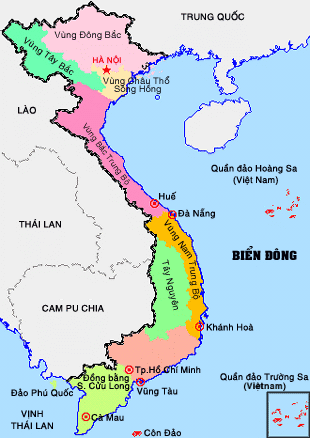 TRUNG QUỐC
Vùng Đông Bắc
Vùng Tây Bắc
HÀ NỘI
Vùng Châu Thổ
Sông Hồng
LÀO
Vùng Bắc Trung Bộ
Quần đảo Hoàng Sa
(Việt Nam)
Huế
Đà Nẵng
THÁI LAN
Vùng Nam Trung Bộ
BIỂN ĐÔNG
Tây Nguyên
CAM PU CHIA
Khánh Hoà
Tp.Hồ Chí Minh
Đồng bằng
S. Cửu Long
Quần đảo Trường Sa
(Việtnam)
Vũng Tàu
Đảo Phú Quốc
VỊNH
THÁI LAN
Cà Mau
Côn Đảo